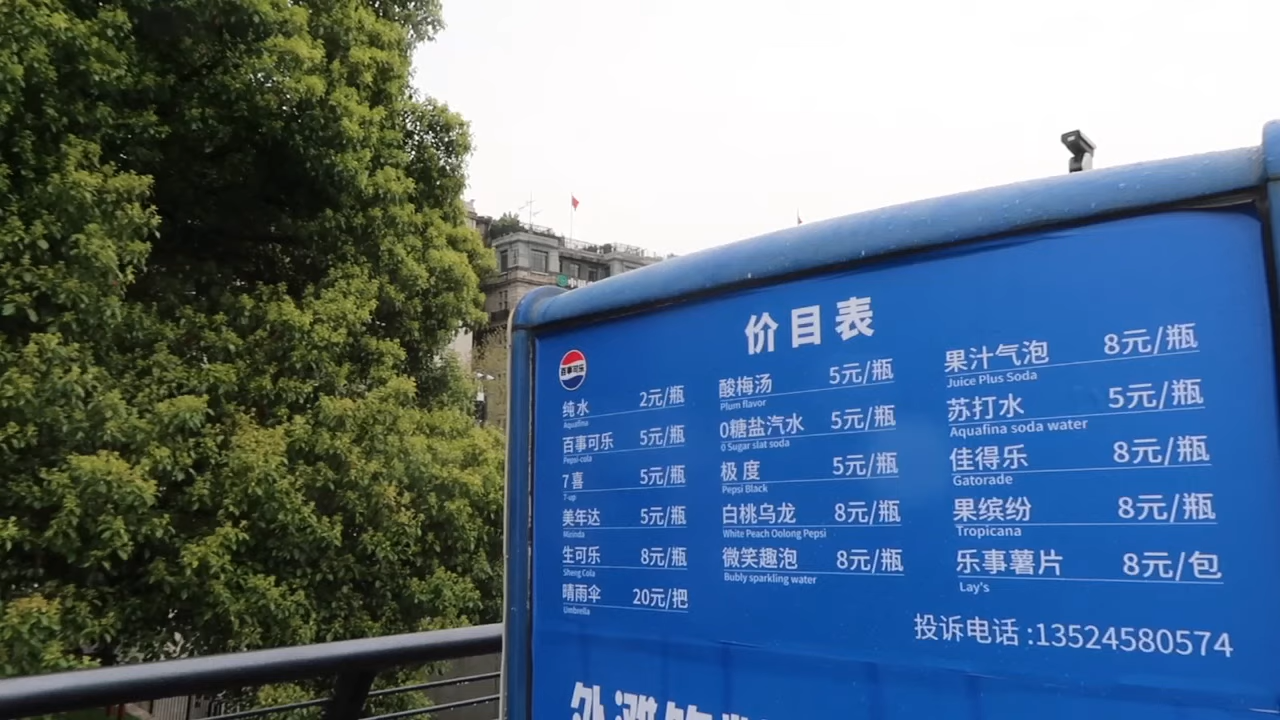 价目表
百事可乐
纯水 2元/瓶
Aquafina
百事可乐 5元/瓶
Pepsi-cola
7喜 5元/瓶
7-up
美年达 5元/瓶
Mirinda
生可乐 8元/瓶
Sheng Cola
晴雨伞 20元/把
Umbrella
酸梅汤 5元/瓶
Plum flavor
0糖盐汽水 5元/瓶
0 Sugar slat soda
极度 5元/瓶
Pepsi Black
白桃乌龙 8元/瓶
White Peach Oolong Pepsi
微笑趣泡 8元/瓶
Bubly sparkling water
果汁气泡 8元/瓶
Juice Plus Soda
苏打水 5元/瓶
Aquafina soda water
佳得乐 8元/瓶
Gatorade
果缤纷 8元/瓶
Tropicana
乐事薯片 8元/包
Lay's
投诉电话:13524580574
外滩